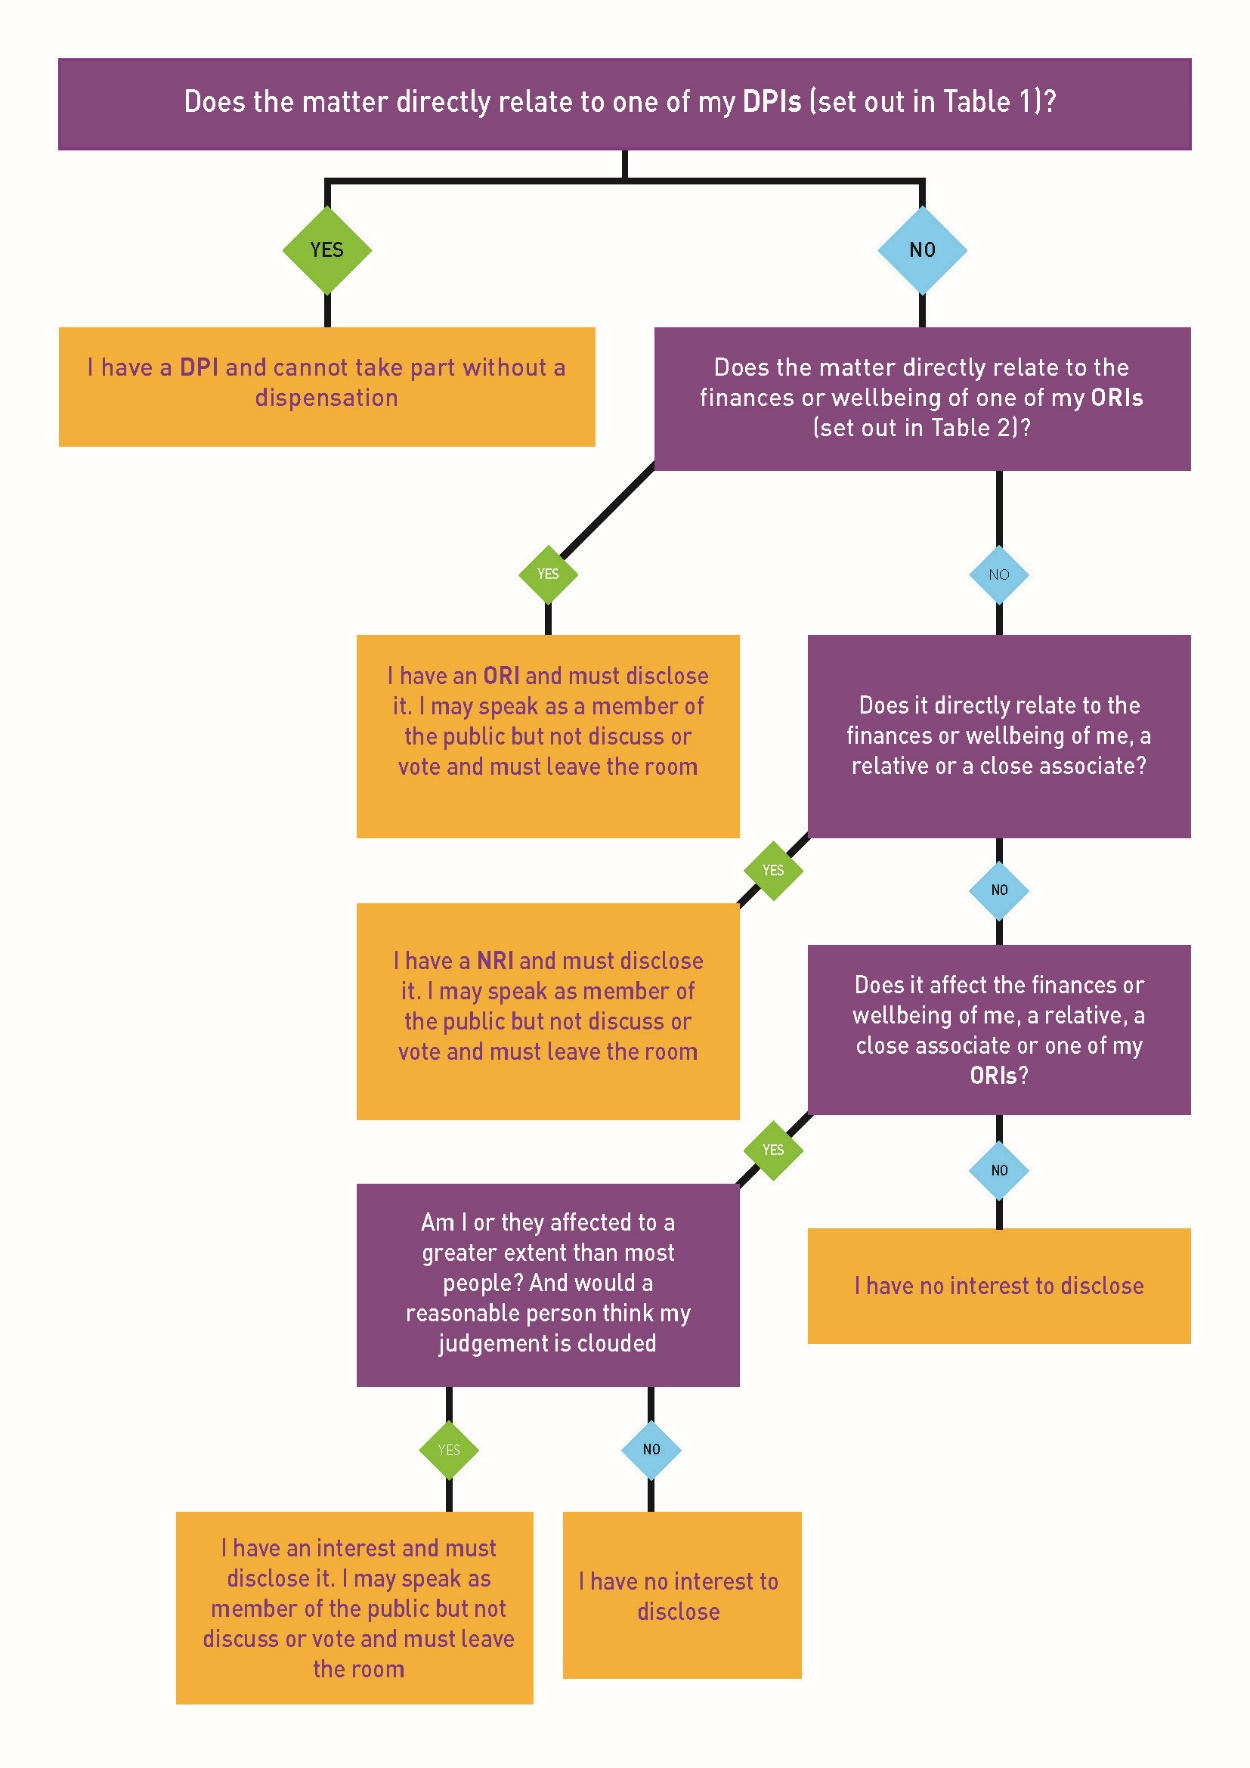 Does the matter directly relate to one of my DPIs (set out in Table 1)?
YES
NO
I have a DPI and cannot take part without a
dispensation
Does the matter directly relate to the
finances or wellbeing of one of my ORIs
(set out in Table 2)?
YES
NO
I have an ORI and must disclose
it. I may speak as a member of
the public but not discuss or
vote and must leave the room
Does it directly relate to the
finances or wellbeing of me, a
relative or a close associate?
YES
NO
I have a NRI and must disclose
it. I may speak as member of
the public but not discuss or
vote and must leave the room
Does it affect the finances or
wellbeing of me, a relative, a
close associate or one of my
ORIs?
YES
NO
Am I or they affected to a
greater extent than most
people? And would a
reasonable person think my
judgement is clouded
I have no interest to disclose
YES
NO
I have an interest and must
disclose it. I may speak as
member of the public but not
discuss or vote and must leave
the room
I have no interest to
disclose